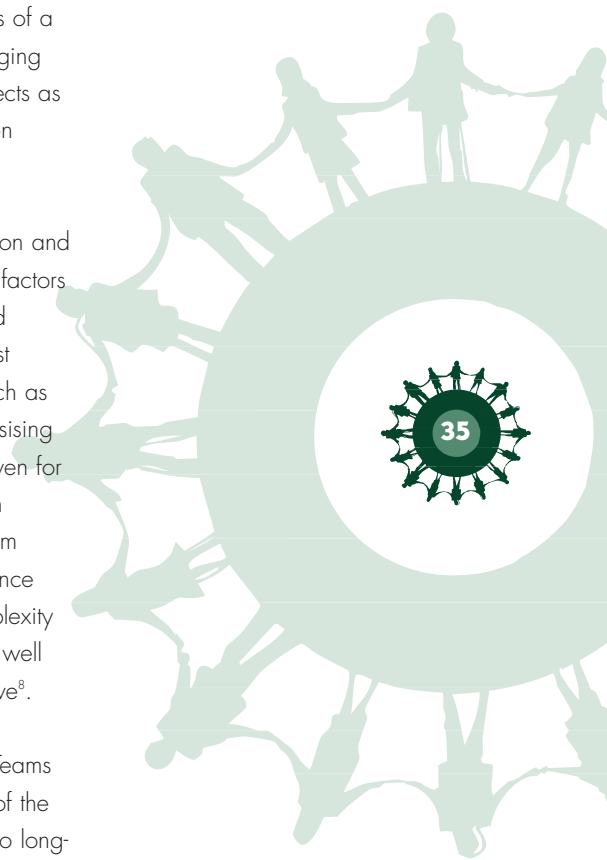 s of a
ging
ects as
on
on and
factors
d
st
ch as
sising
ven for
n
m
nce
plexity
well
ve⁸.
Teams
of the
o long-
35